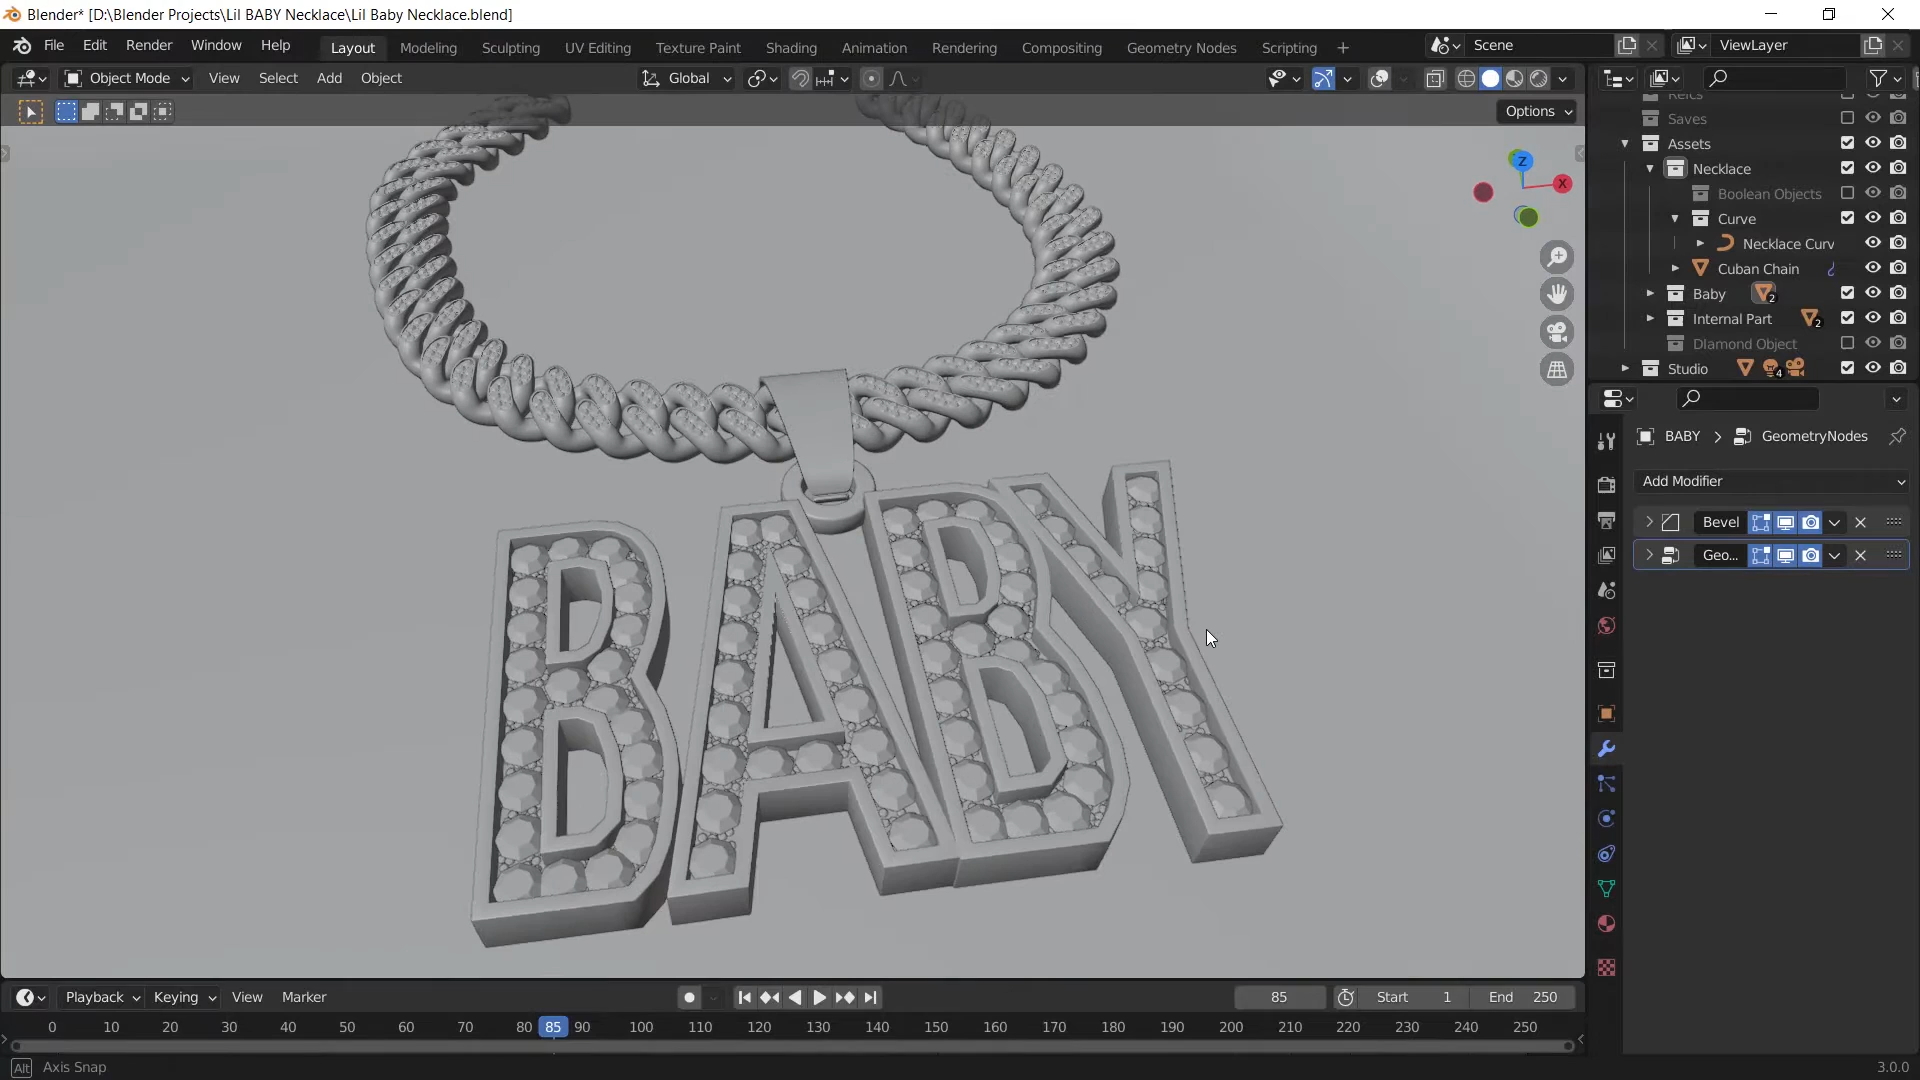 Blender* [D:\Blender Projects\Lil BABY Necklace\Lil Baby Necklace.blend]
File Edit Render Window Help
Layout Modeling Sculpting UV Editing Texture Paint Shading Animation Rendering Compositing Geometry Nodes Scripting +
Scene
ViewLayer
Object Mode View Select Add Object
Global
Options
Relcs
Saves
Assets
Necklace
Boolean Objects
Curve
Necklace Curv
Cuban Chain
Baby 2
Internal Part 2
DIamond Object
Studio 4
Z
X
BABY > GeometryNodes
Add Modifier
Bevel
Geo...
BABY
Playback Keying View Marker
85
Start 1
End 250
0 10 20 30 40 50 60 70 80 85 90 100 110 120 130 140 150 160 170 180 190 200 210 220 230 240 250
Alt Axis Snap
3.0.0